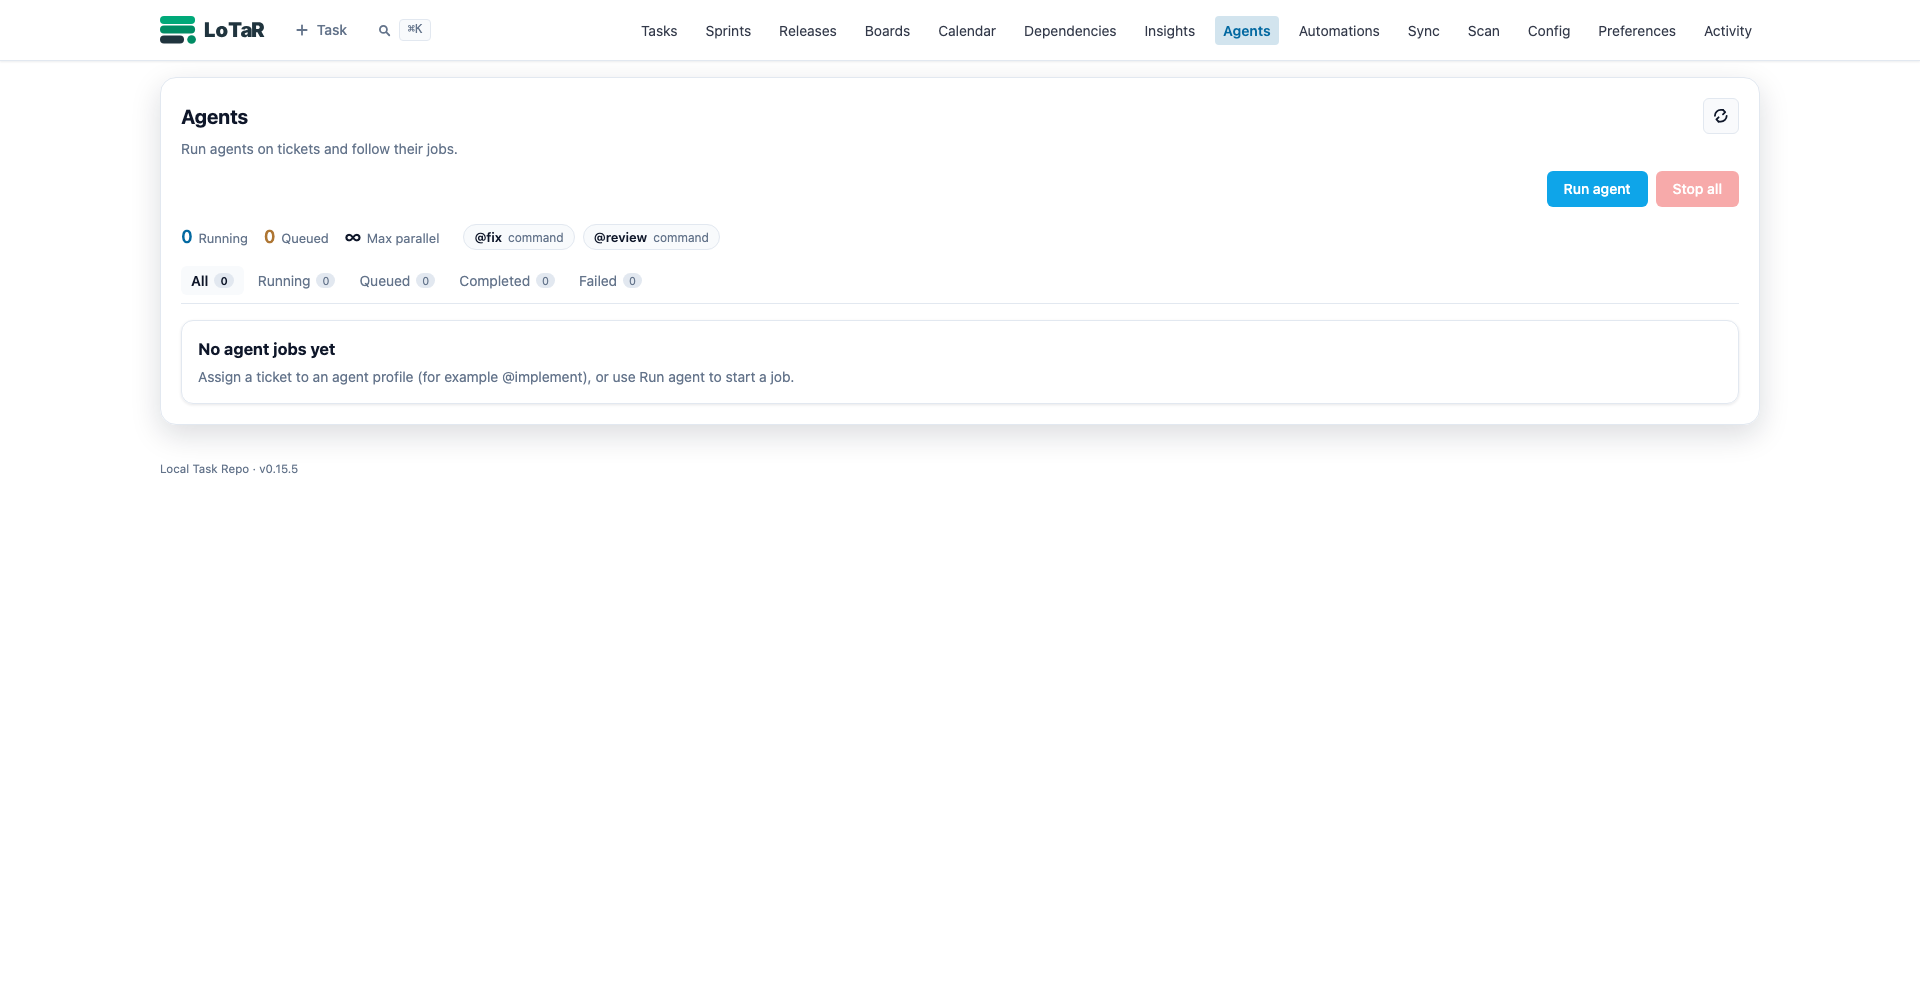 LoTaR + Task ⌘K Tasks Sprints Releases Boards Calendar Dependencies Insights Agents Automations Sync Scan Config Preferences Activity
Agents
Run agents on tickets and follow their jobs.
Run agent Stop all
0 Running 0 Queued ∞ Max parallel @fix command @review command
All 0 Running 0 Queued 0 Completed 0 Failed 0
No agent jobs yet
Assign a ticket to an agent profile (for example @implement), or use Run agent to start a job.
Local Task Repo · v0.15.5